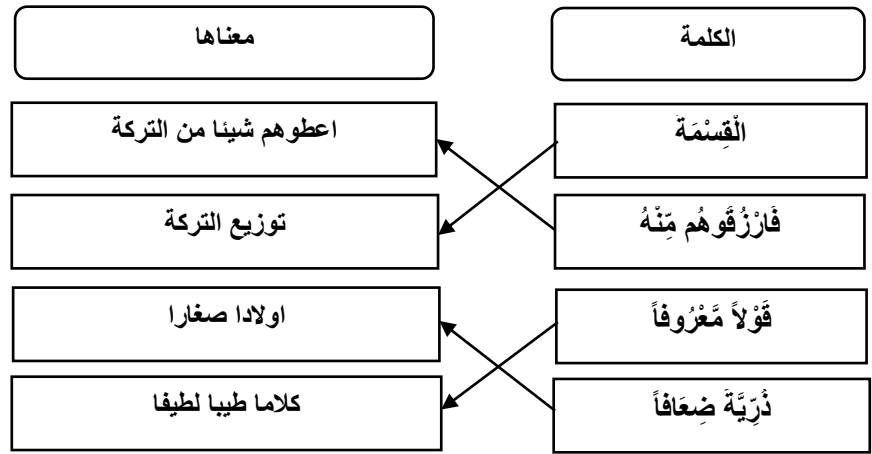 الكلمة
معناها
الْقِسْمَة
اعطوهم شيئا من التركة
فَارْزُقُوهُم مِّنْهُ
توزيع التركة
قَوْلاً مَّعْرُوفاً
اولادا صغارا
ذُرِّيَّةً ضِعَافاً
كلاما طيبا لطيفا